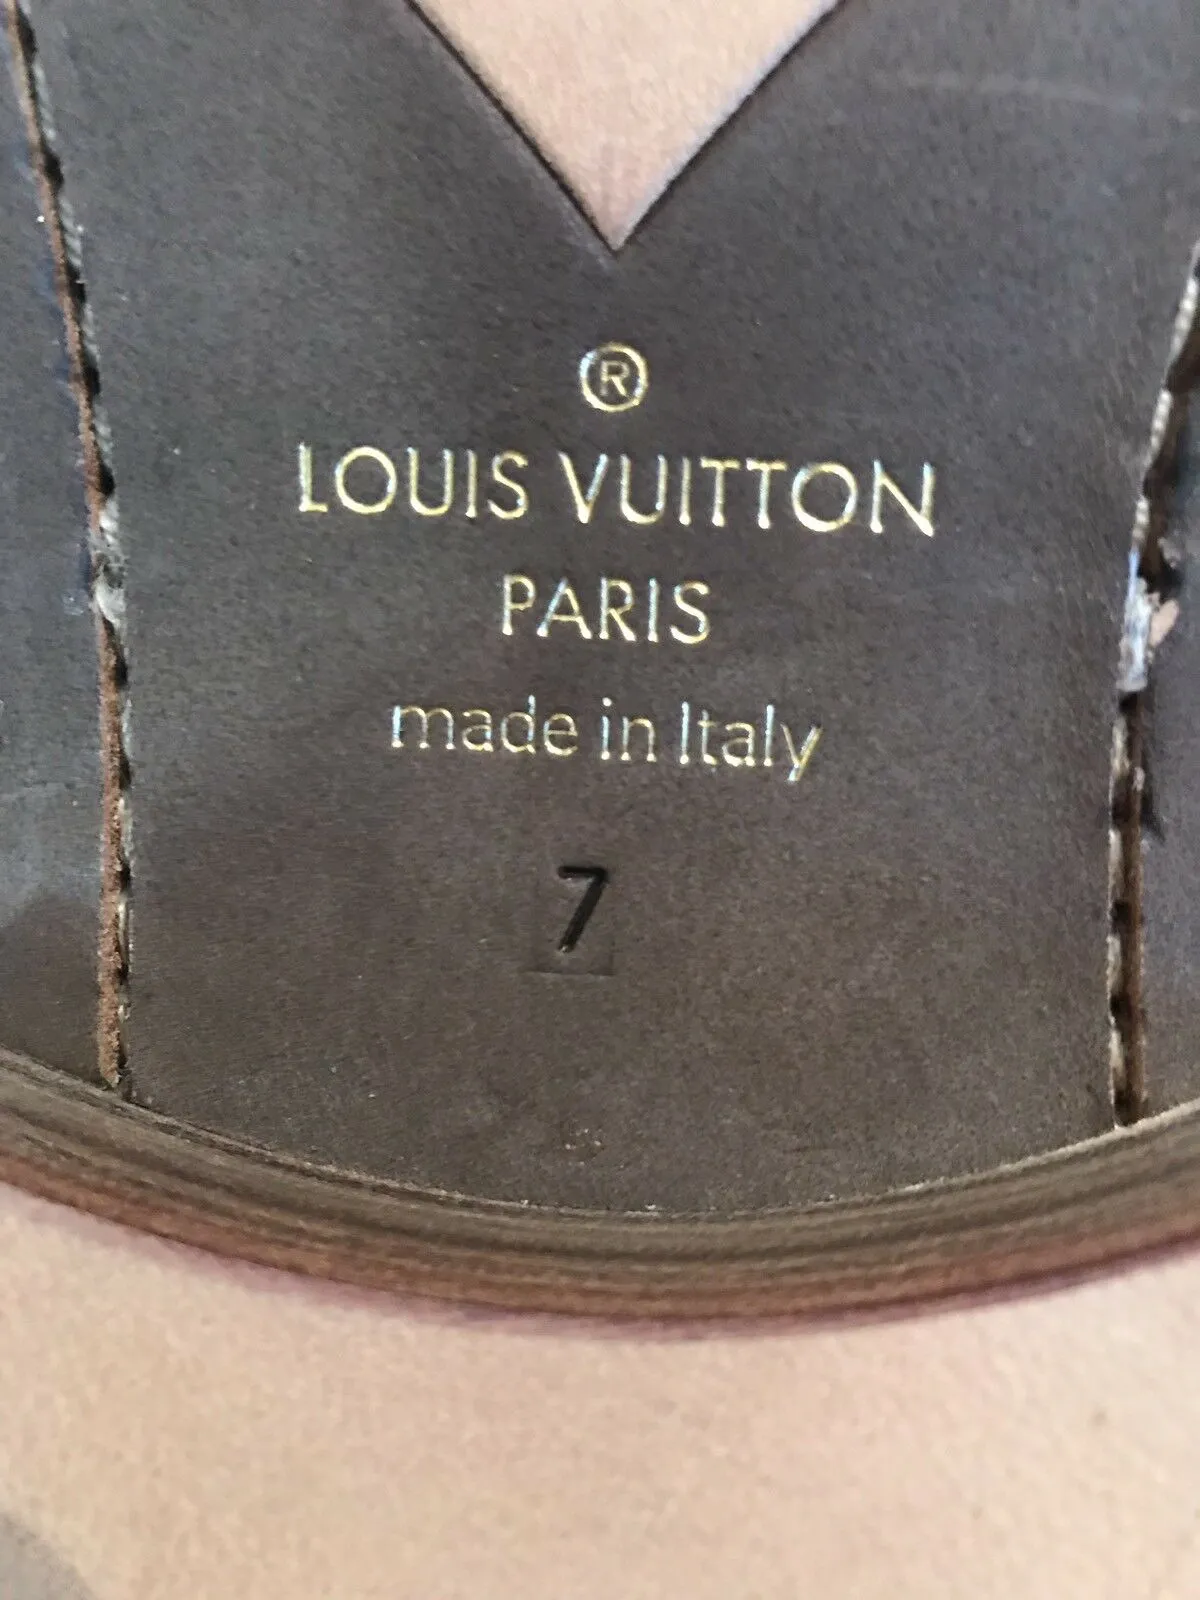 ®
LOUIS VUITTON
PARIS
made in Italy
7